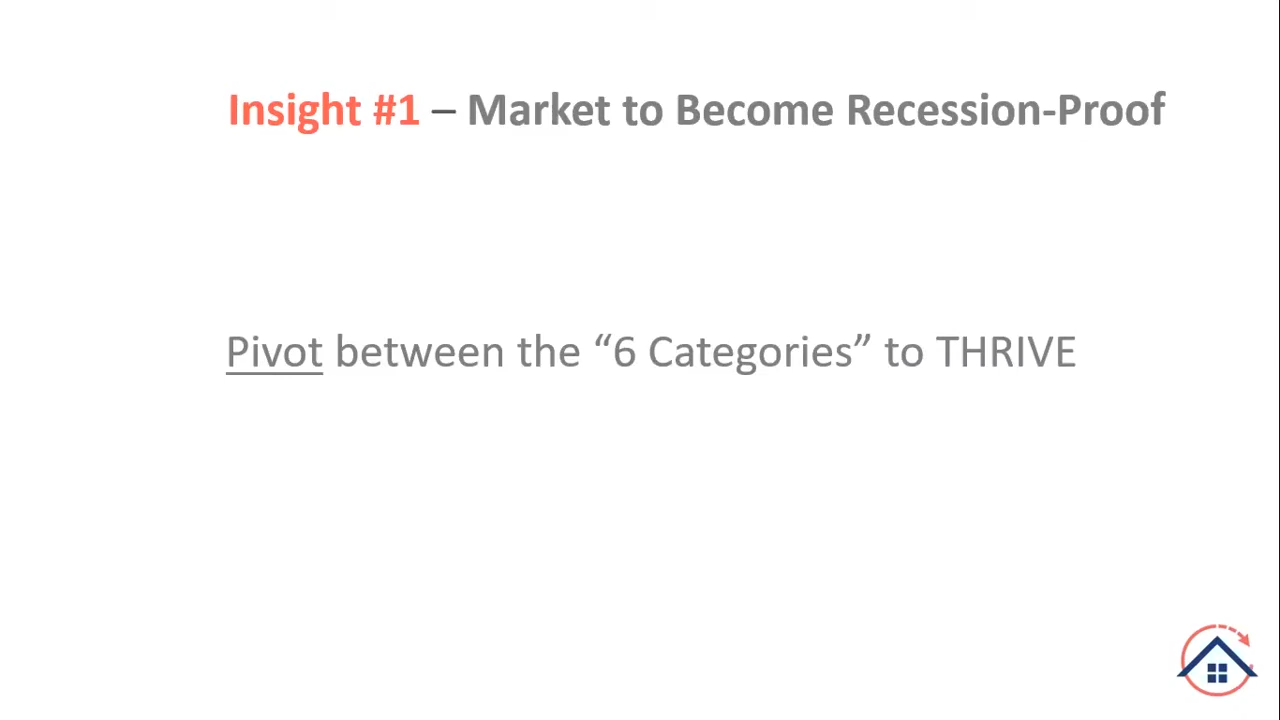 Insight #1 – Market to Become Recession-Proof
Pivot between the “6 Categories” to THRIVE